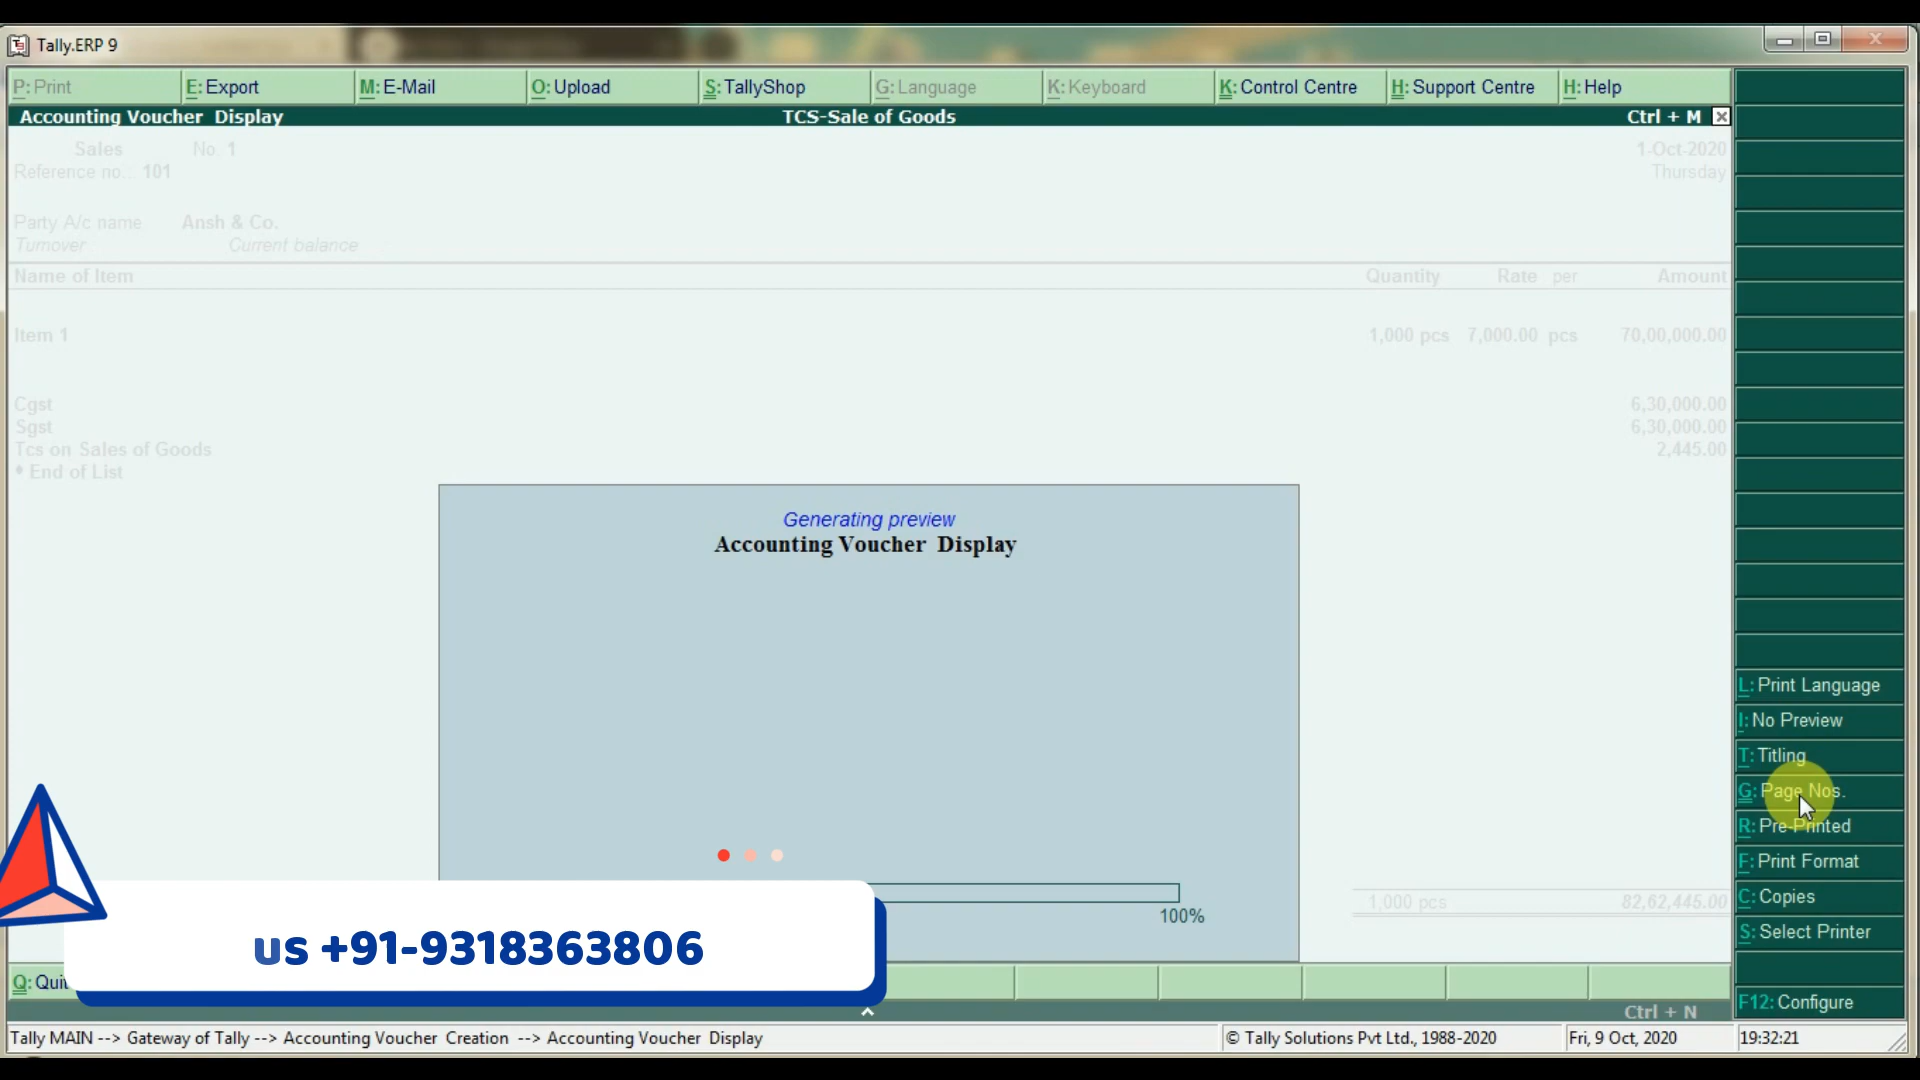 Tally.ERP 9
P: Print E: Export M: E-Mail O: Upload S: TallyShop G: Language K: Keyboard K: Control Centre H: Support Centre H: Help
Accounting Voucher Display TCS-Sale of Goods Ctrl + M
Sales No. 1 1-Oct-2020
Reference no.: 101 Thursday
Party A/c name Ansh & Co.
Turnover : Current balance :
Name of Item Quantity Rate per Amount
Item 1 1,000 pcs 7,000.00 pcs 70,00,000.00
Cgst 6,30,000.00
Sgst 6,30,000.00
Tcs on Sales of Goods 2,445.00
* End of List
Generating preview
Accounting Voucher Display
L: Print Language
I: No Preview
T: Titling
G: Page Nos.
R: Pre-Printed
F: Print Format
C: Copies
S: Select Printer
F12: Configure
100%
1,000 pcs 82,62,445.00
us +91-9318363806
Q: Quit
Ctrl + N
Tally MAIN --> Gateway of Tally --> Accounting Voucher Creation --> Accounting Voucher Display © Tally Solutions Pvt Ltd., 1988-2020 Fri, 9 Oct, 2020 19:32:21